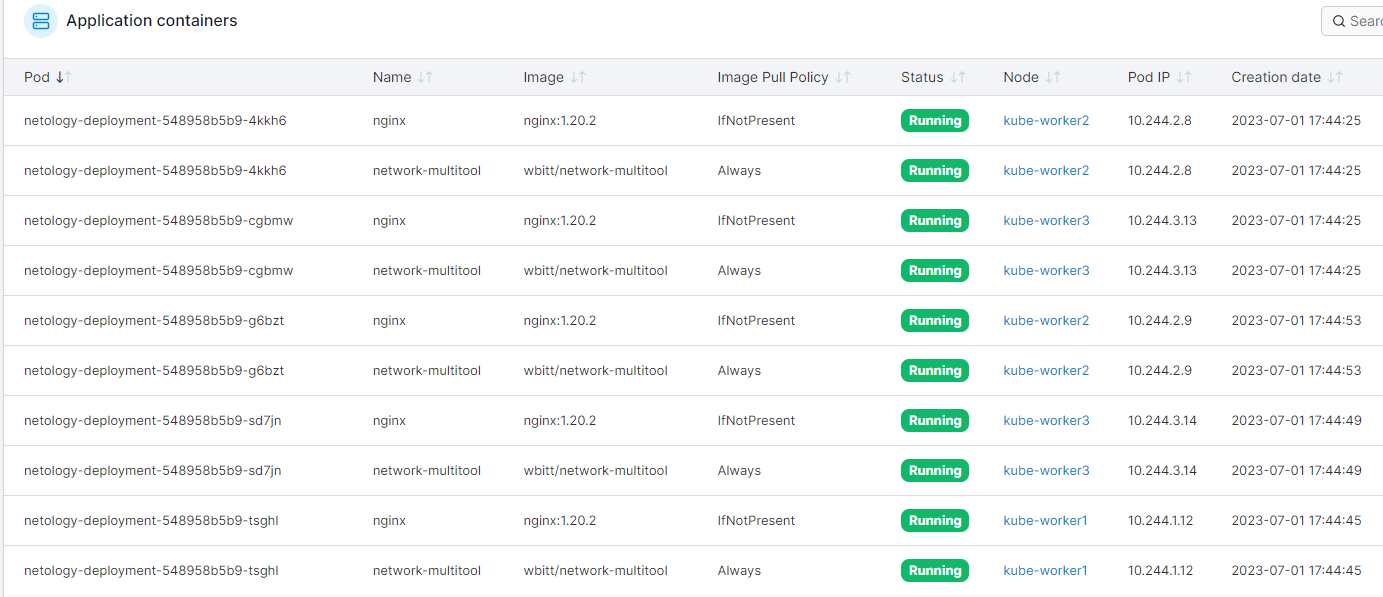 Application containers
Sear
Pod Name Image Image Pull Policy Status Node Pod IP Creation date
netology-deployment-548958b5b9-4kkh6 nginx nginx:1.20.2 IfNotPresent Running kube-worker2 10.244.2.8 2023-07-01 17:44:25
netology-deployment-548958b5b9-4kkh6 network-multitool wbitt/network-multitool Always Running kube-worker2 10.244.2.8 2023-07-01 17:44:25
netology-deployment-548958b5b9-cgbmw nginx nginx:1.20.2 IfNotPresent Running kube-worker3 10.244.3.13 2023-07-01 17:44:25
netology-deployment-548958b5b9-cgbmw network-multitool wbitt/network-multitool Always Running kube-worker3 10.244.3.13 2023-07-01 17:44:25
netology-deployment-548958b5b9-g6bzt nginx nginx:1.20.2 IfNotPresent Running kube-worker2 10.244.2.9 2023-07-01 17:44:53
netology-deployment-548958b5b9-g6bzt network-multitool wbitt/network-multitool Always Running kube-worker2 10.244.2.9 2023-07-01 17:44:53
netology-deployment-548958b5b9-sd7jn nginx nginx:1.20.2 IfNotPresent Running kube-worker3 10.244.3.14 2023-07-01 17:44:49
netology-deployment-548958b5b9-sd7jn network-multitool wbitt/network-multitool Always Running kube-worker3 10.244.3.14 2023-07-01 17:44:49
netology-deployment-548958b5b9-tsghl nginx nginx:1.20.2 IfNotPresent Running kube-worker1 10.244.1.12 2023-07-01 17:44:45
netology-deployment-548958b5b9-tsghl network-multitool wbitt/network-multitool Always Running kube-worker1 10.244.1.12 2023-07-01 17:44:45